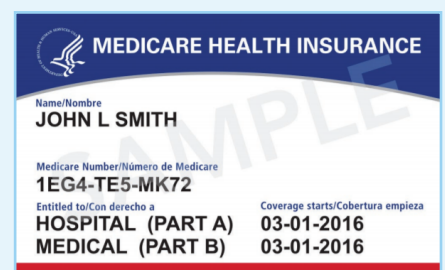 MEDICARE HEALTH INSURANCE
Name/Nombre
JOHN L SMITH
Medicare Number/Número de Medicare
1EG4-TE5-MK72
Entitled to/Con derecho a Coverage starts/Cobertura empieza
HOSPITAL (PART A) 03-01-2016
MEDICAL (PART B) 03-01-2016
SAMPLE